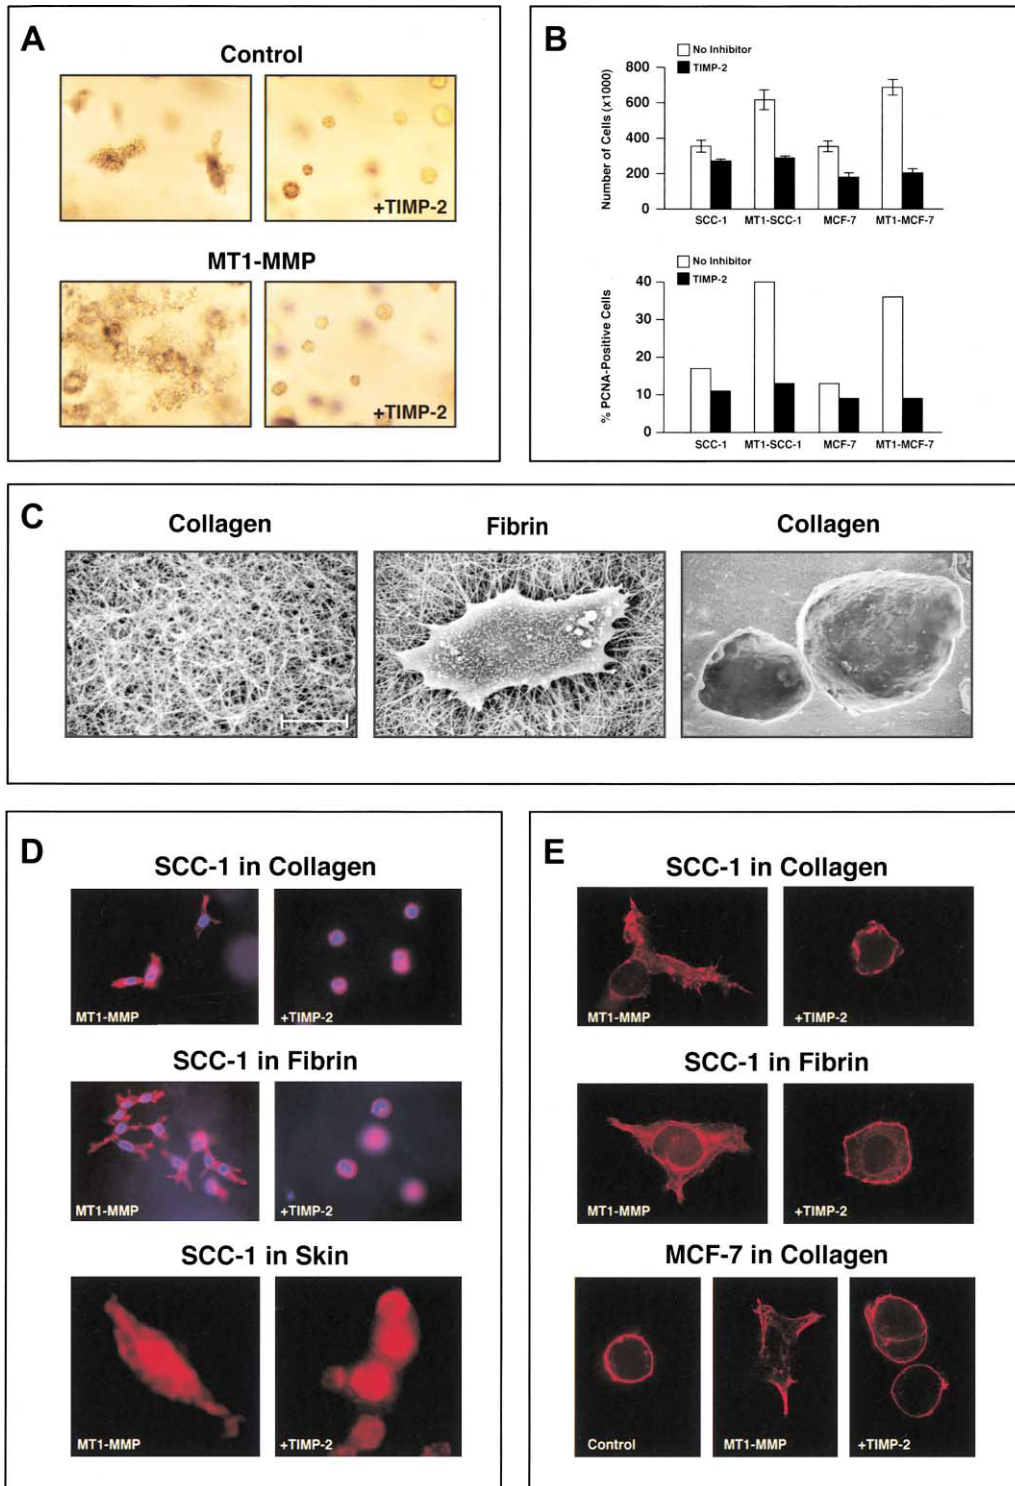 A
Control
+TIMP-2
MT1-MMP
+TIMP-2
B
No Inhibitor
TIMP-2
Number of Cells (x1000)
800
600
400
200
0
SCC-1 MT1-SCC-1 MCF-7 MT1-MCF-7
No Inhibitor
TIMP-2
% PCNA-Positive Cells
40
30
20
10
0
SCC-1 MT1-SCC-1 MCF-7 MT1-MCF-7
C
Collagen Fibrin Collagen
D
SCC-1 in Collagen
MT1-MMP +TIMP-2
SCC-1 in Fibrin
MT1-MMP +TIMP-2
SCC-1 in Skin
MT1-MMP +TIMP-2
E
SCC-1 in Collagen
MT1-MMP +TIMP-2
SCC-1 in Fibrin
MT1-MMP +TIMP-2
MCF-7 in Collagen
Control MT1-MMP +TIMP-2